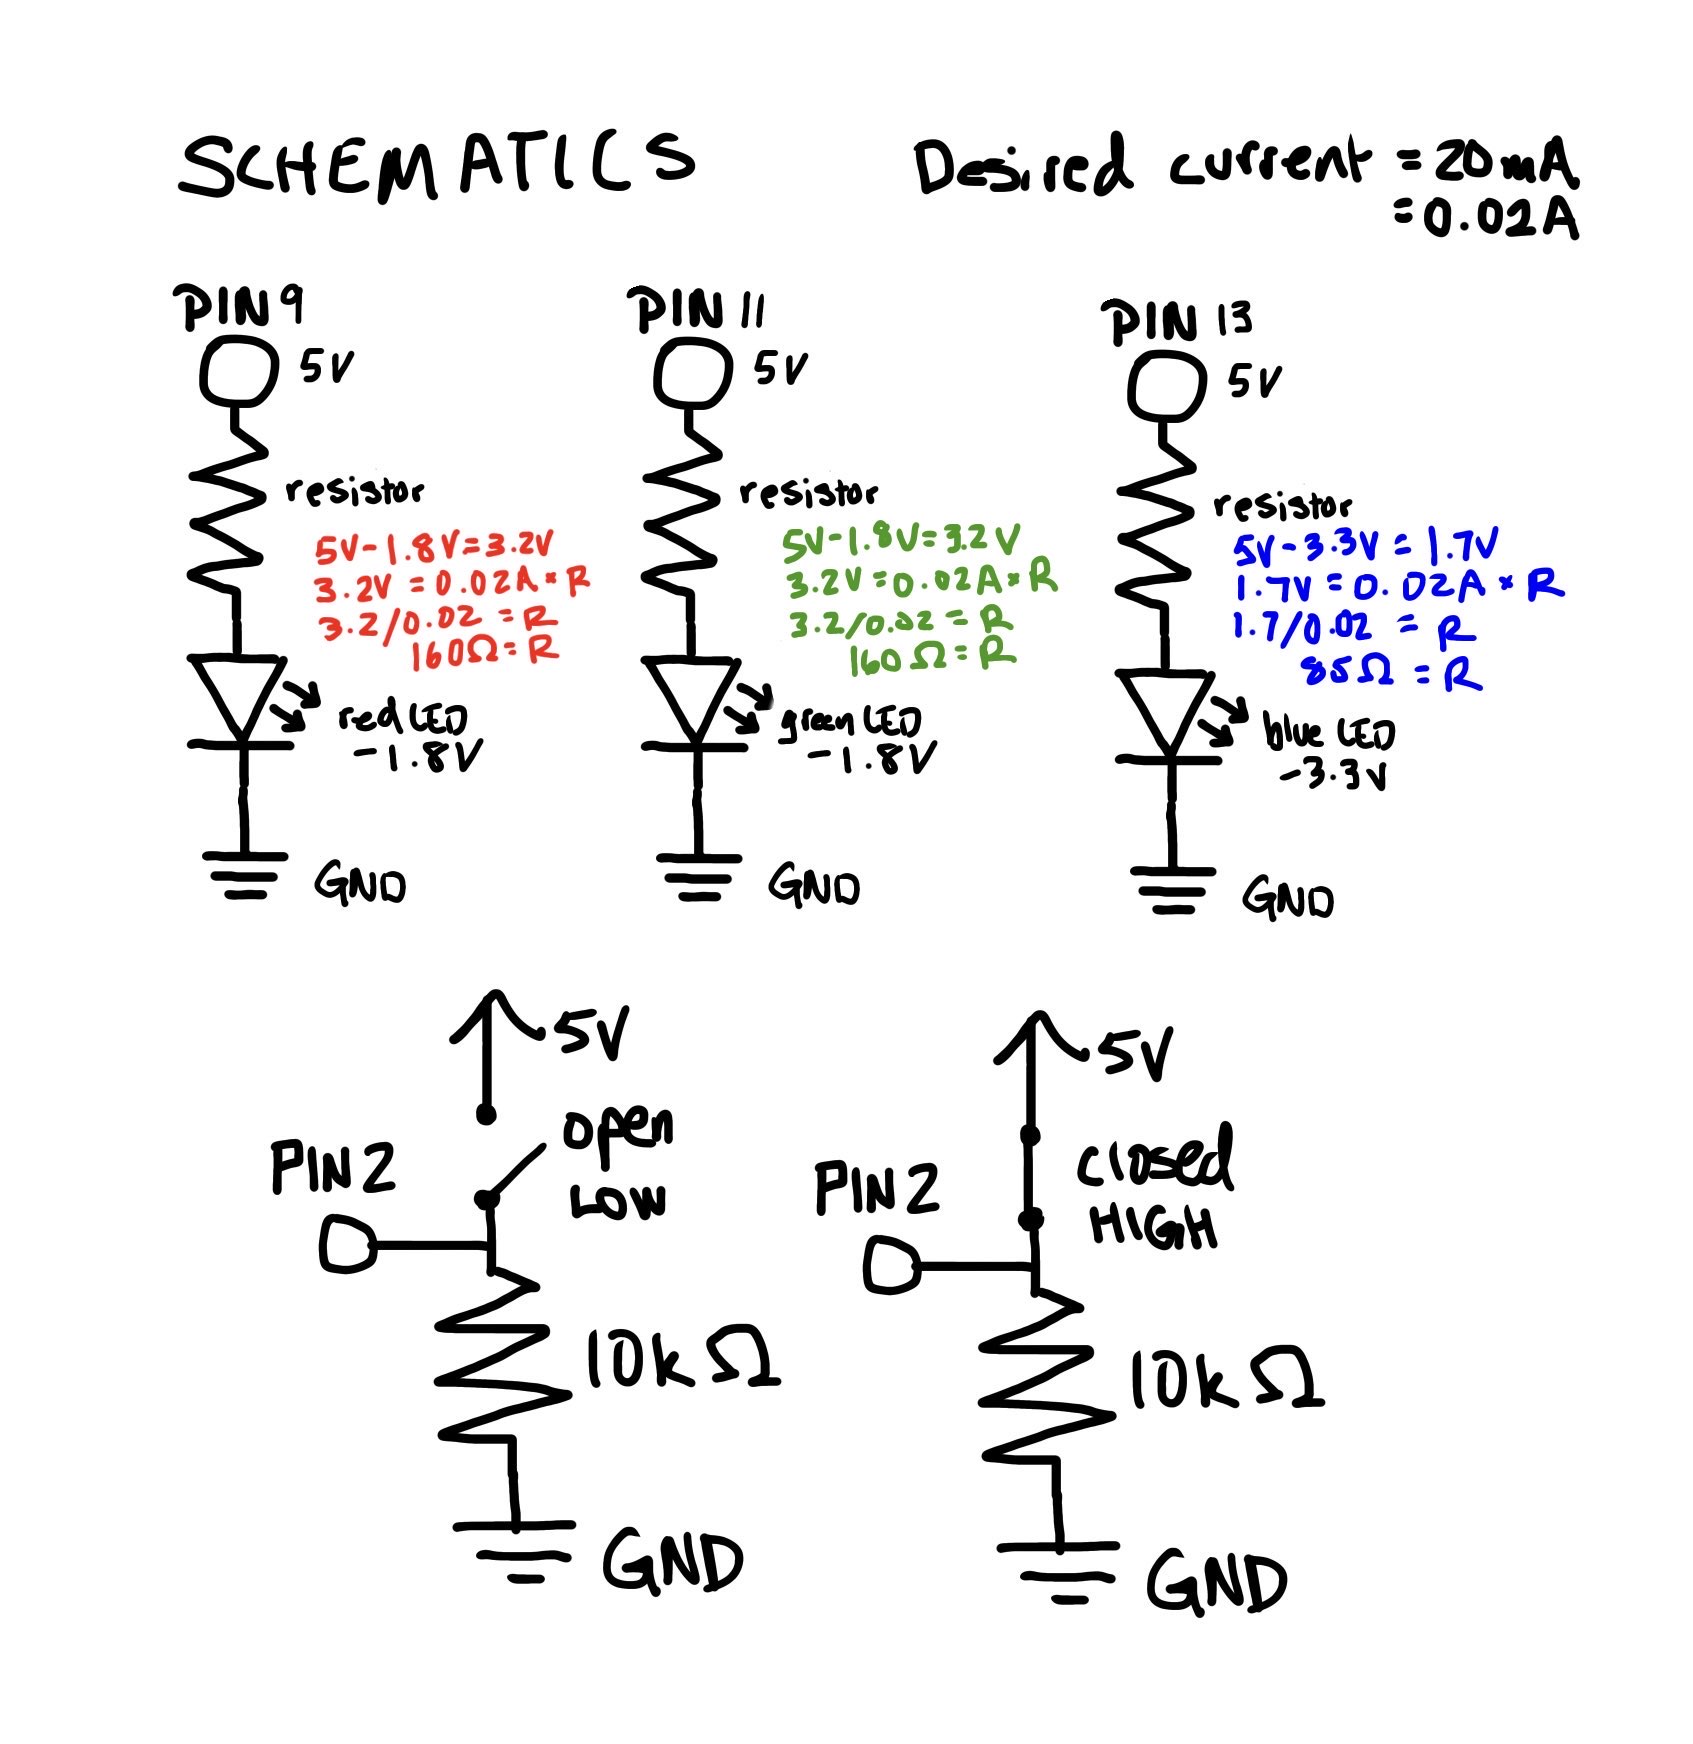 SCHEMATICS
Desired current = 20mA
= 0.02A
PIN 9
5V
resistor
5V-1.8V=3.2V
3.2V = 0.02A * R
3.2/0.02 = R
160Ω = R
red LED
-1.8V
GND
PIN 11
5V
resistor
5V-1.8V=3.2V
3.2V = 0.02A * R
3.2/0.02 = R
160Ω = R
green LED
-1.8V
GND
PIN 13
5V
resistor
5V-3.3V = 1.7V
1.7V = 0.02A * R
1.7/0.02 = R
85Ω = R
blue LED
-3.3V
GND
5V
open
LOW
PIN 2
10kΩ
GND
5V
closed
HIGH
PIN 2
10kΩ
GND